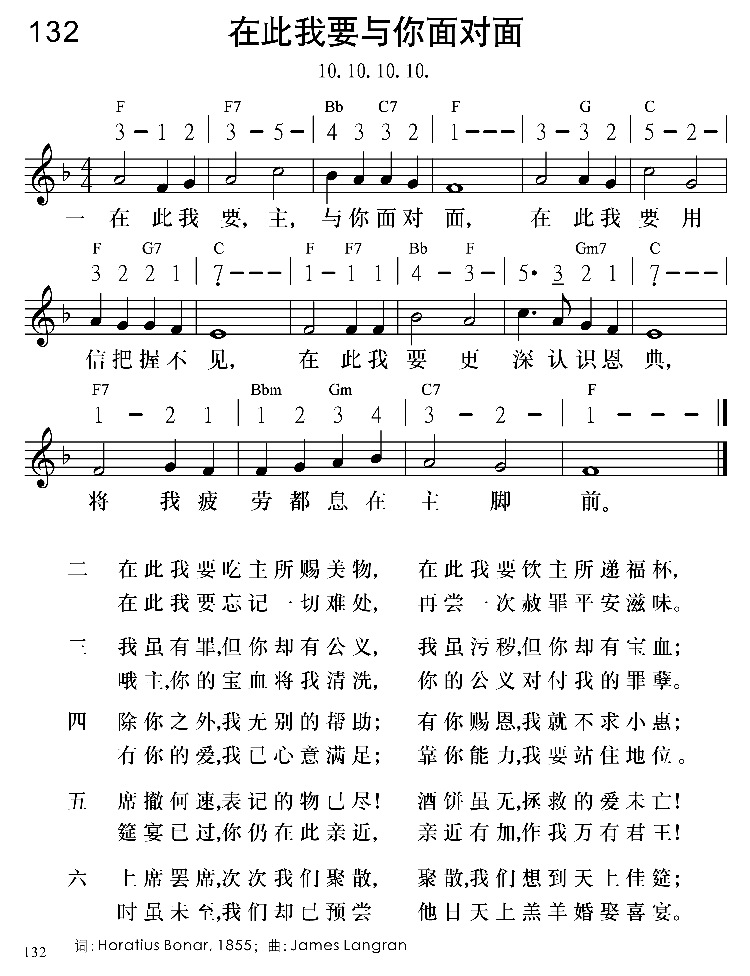 132
在此我要与你面对面
10. 10. 10. 10.
F F7 Bb C7 F G C
3 - 1 2 | 3 - 5 - | 4 3 3 2 | 1 - - - | 3 - 3 2 | 5 - 2 - |
4 4
一 在 此 我 要, 主, 与 你 面 对 面, 在 此 我 要 用
F G7 C F F7 Bb F Gm7 C
3 2 2 1 | 7 - - - | 1 - 1 1 | 4 - 3 - | 5• 3 2 1 | 7 - - - |
信 把 握 不 见, 在 此 我 要 更 深 认 识 恩 典,
F7 Bbm Gm C7 F
1 - 2 1 | 1 2 3 4 | 3 - 2 - | 1 - - - ‖
将 我 疲 劳 都 息 在 主 脚 前。
二 在此我要吃主所赐美物, 在此我要饮主所递福杯,
在此我要忘记一切难处, 再尝一次赦罪平安滋味。
三 我虽有罪,但你却有公义, 我虽污秽,但你却有宝血;
哦主,你的宝血将我清洗, 你的公义对付我的罪孽。
四 除你之外,我无别的帮助; 有你赐恩,我就不求小惠;
有你的爱,我已心意满足; 靠你能力,我要站住地位。
五 席撤何速,表记的物已尽! 酒饼虽无,拯救的爱未亡!
筵宴已过,你仍在此亲近, 亲近有加,作我万有君王!
六 上席罢席,次次我们聚散, 聚散,我们想到天上佳筵;
时虽未至,我们却已预尝 他日天上羔羊婚娶喜宴。
132 词: Horatius Bonar, 1855; 曲: James Langran